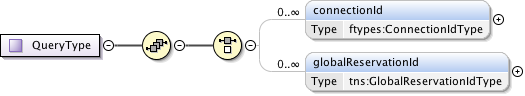 0..∞
connectionId
Type ftypes:ConnectionIdType
QueryType
0..∞
globalReservationId
Type tns:GlobalReservationIdType